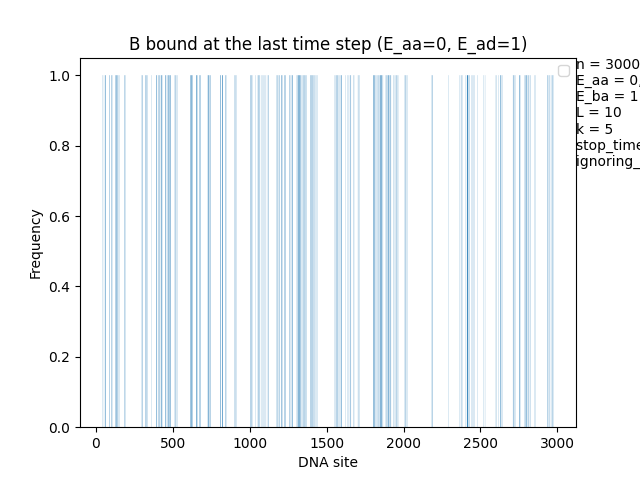 B bound at the last time step (E_aa=0, E_ad=1)
n = 3000
E_aa = 0,
E_ba = 1
L = 10
k = 5
stop_time
ignoring_
1.0
0.8
0.6
0.4
0.2
0.0
Frequency
0 500 1000 1500 2000 2500 3000
DNA site